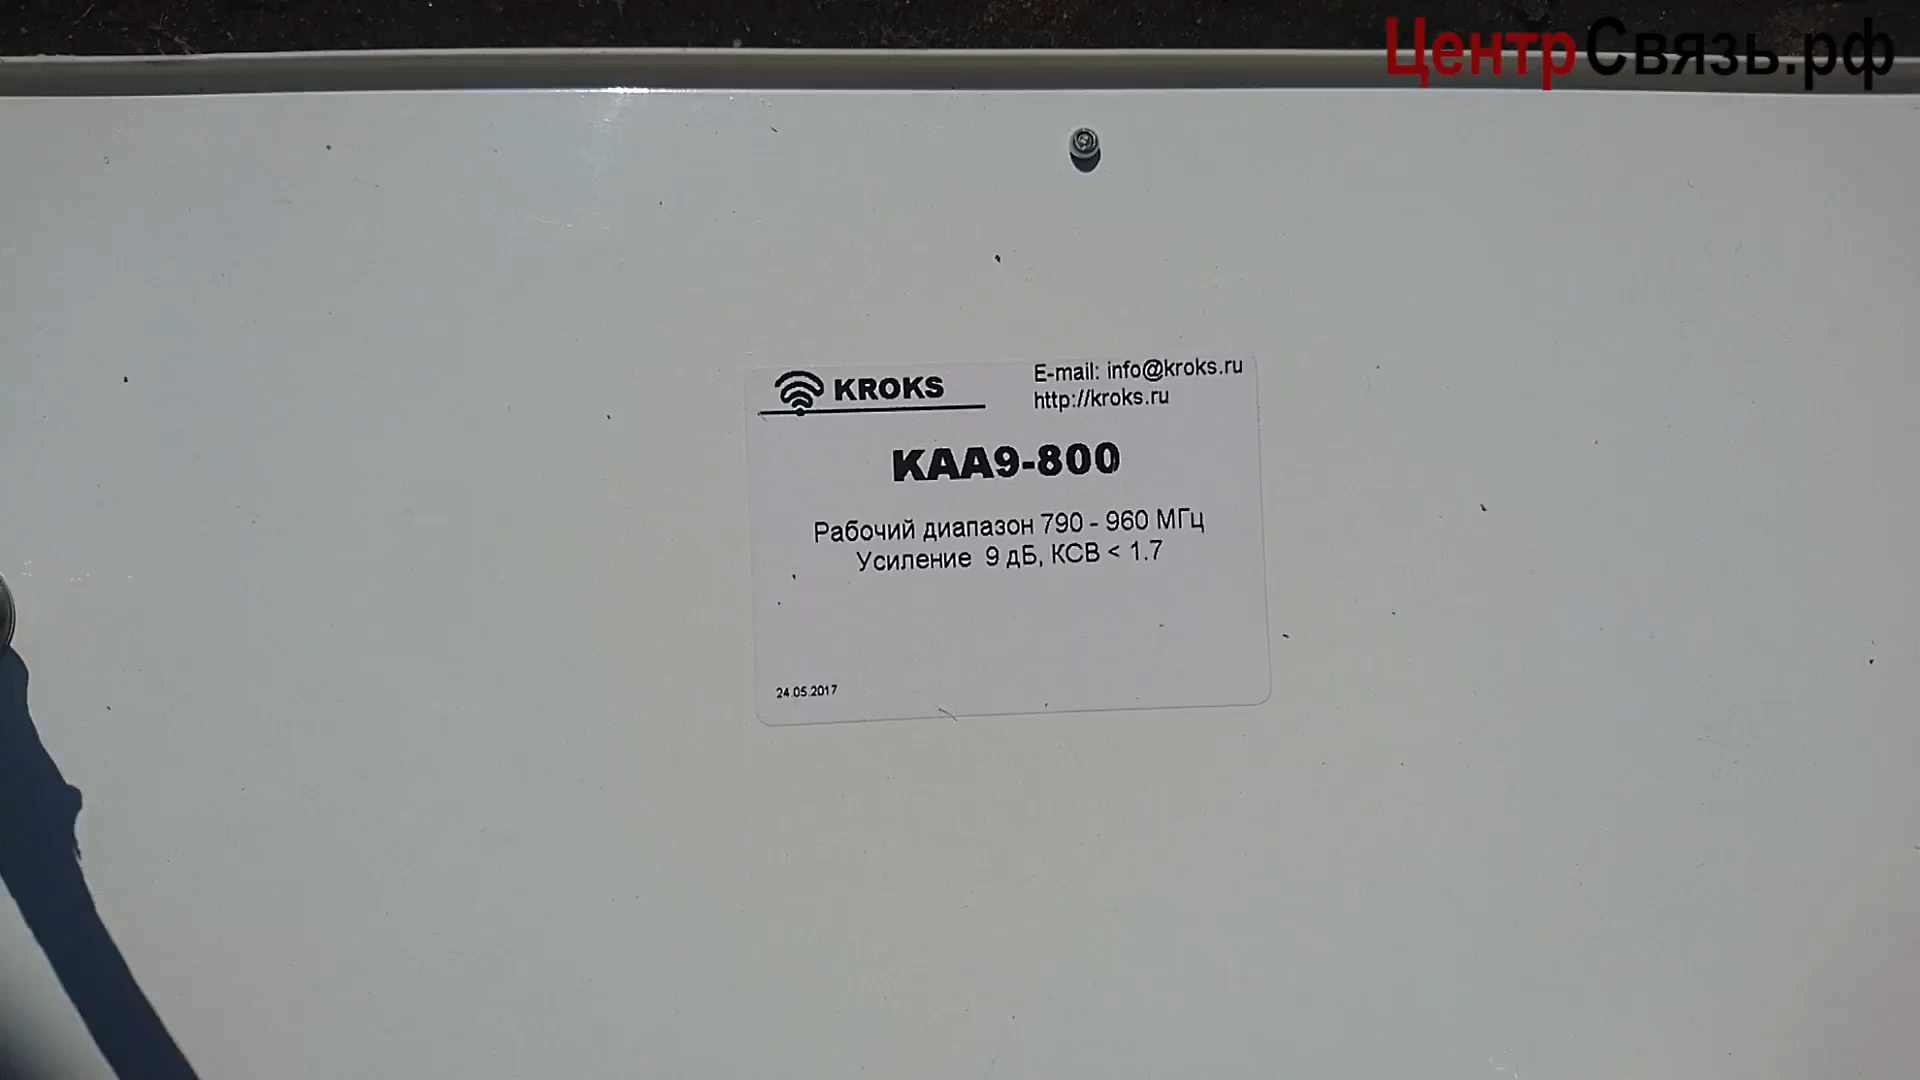 ЦентрСвязь.рф
KROKS
E-mail: info@kroks.ru
http://kroks.ru
KAA9-800
Рабочий диапазон 790 - 960 МГц
Усиление 9 дБ, КСВ < 1.7
24.05.2017